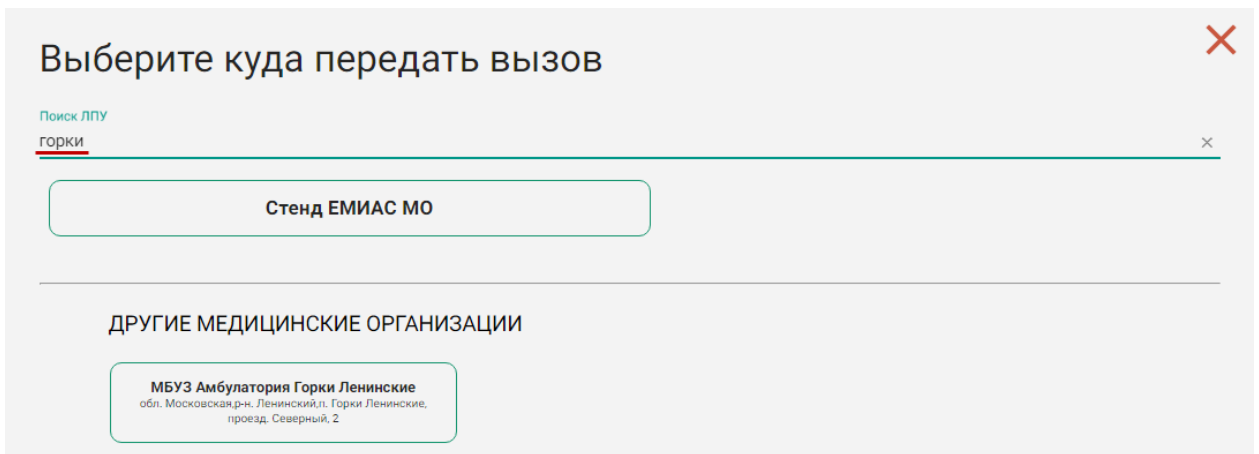 Выберите куда передать вызов
Поиск ЛПУ
горки
Стенд ЕМИАС МО
ДРУГИЕ МЕДИЦИНСКИЕ ОРГАНИЗАЦИИ
МБУЗ Амбулатория Горки Ленинские
обл. Московская,р-н. Ленинский,п. Горки Ленинские,
проезд. Северный, 2